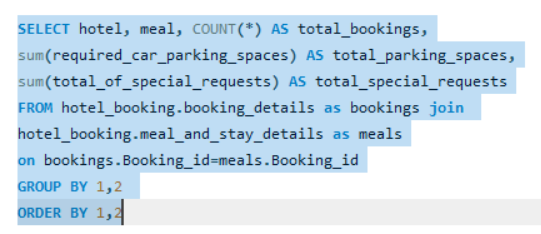 SELECT hotel, meal, COUNT(*) AS total_bookings,
sum(required_car_parking_spaces) AS total_parking_spaces,
sum(total_of_special_requests) AS total_special_requests
FROM hotel_booking.booking_details as bookings join
hotel_booking.meal_and_stay_details as meals
on bookings.Booking_id=meals.Booking_id
GROUP BY 1,2
ORDER BY 1,2